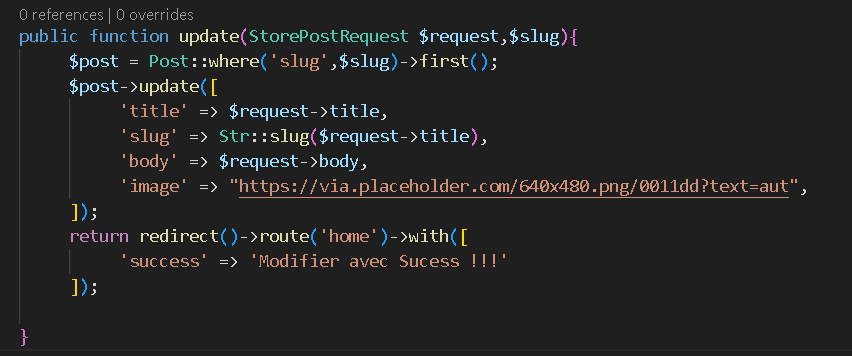 0 references | 0 overrides
public function update(StorePostRequest $request,$slug){
$post = Post::where('slug',$slug)->first();
$post->update([
'title' => $request->title,
'slug' => Str::slug($request->title),
'body' => $request->body,
'image' => "https://via.placeholder.com/640x480.png/0011dd?text=aut",
]);
return redirect()->route('home')->with([
'success' => 'Modifier avec Sucess !!!'
]);
}